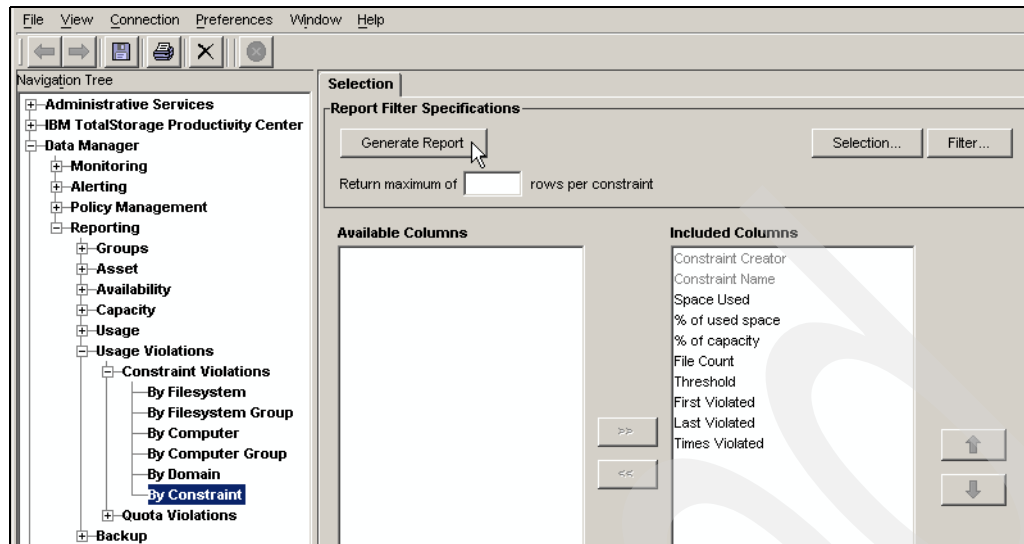 File View Connection Preferences Window Help
Navigation Tree
Administrative Services
IBM TotalStorage Productivity Center
Data Manager
Monitoring
Alerting
Policy Management
Reporting
Groups
Asset
Availability
Capacity
Usage
Usage Violations
Constraint Violations
By Filesystem
By Filesystem Group
By Computer
By Computer Group
By Domain
By Constraint
Quota Violations
Backup
Selection
Report Filter Specifications
Generate Report Selection... Filter...
Return maximum of rows per constraint
Available Columns
>>
<<
Included Columns
Constraint Creator
Constraint Name
Space Used
% of used space
% of capacity
File Count
Threshold
First Violated
Last Violated
Times Violated